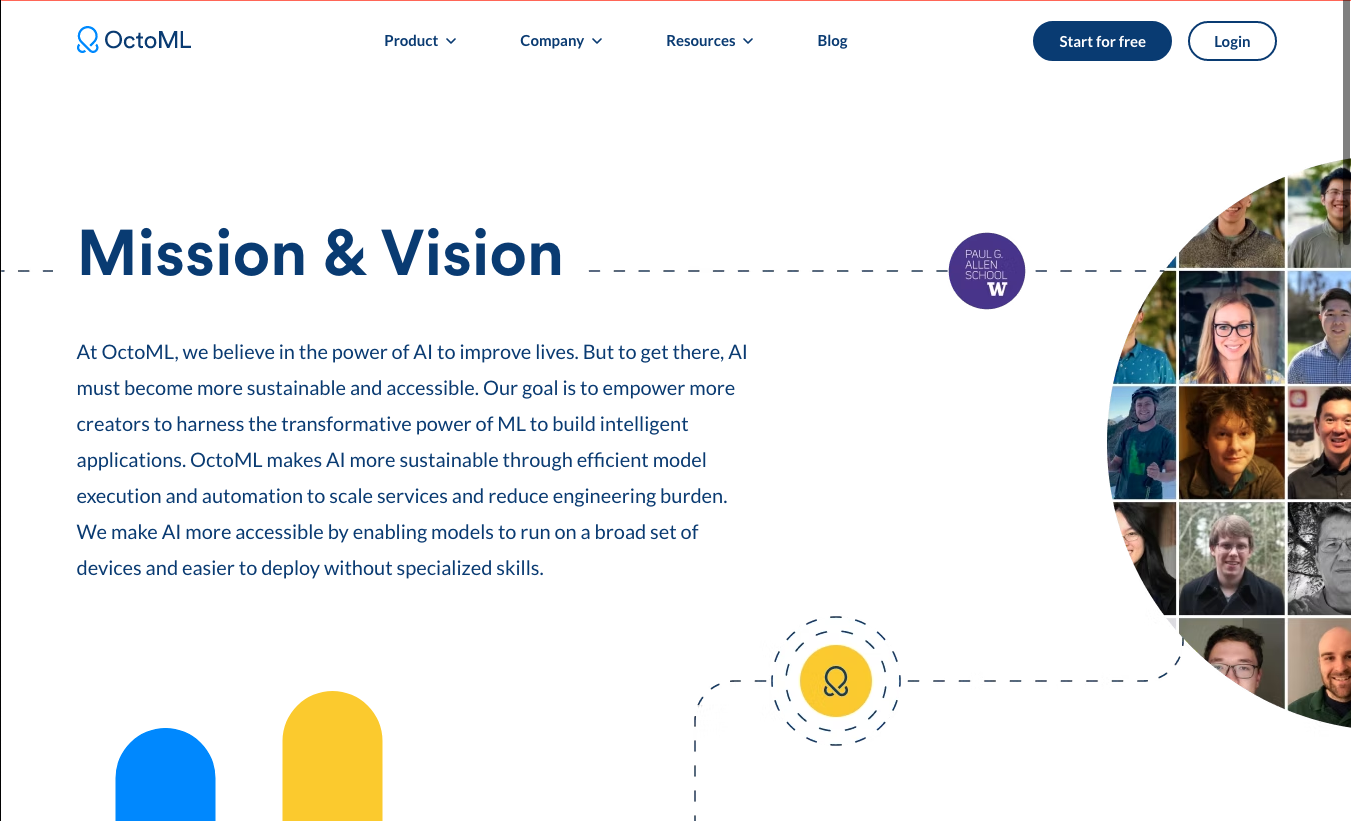 OctoML
Product
Company
Resources
Blog
Start for free
Login
Mission & Vision
PAUL G.
ALLEN
SCHOOL
W
At OctoML, we believe in the power of AI to improve lives. But to get there, AI
must become more sustainable and accessible. Our goal is to empower more
creators to harness the transformative power of ML to build intelligent
applications. OctoML makes AI more sustainable through efficient model
execution and automation to scale services and reduce engineering burden.
We make AI more accessible by enabling models to run on a broad set of
devices and easier to deploy without specialized skills.